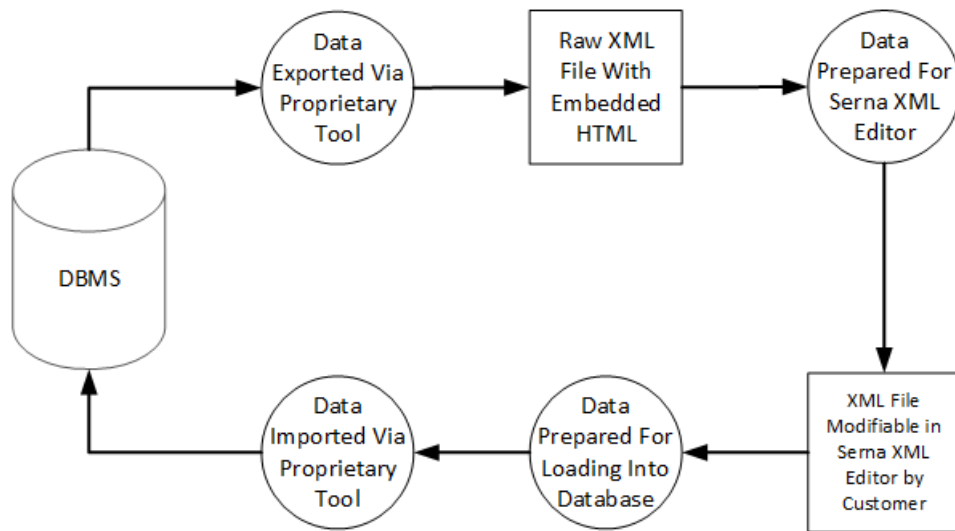 Data
Exported Via
Proprietary
Tool
Raw XML
File With
Embedded
HTML
Data
Prepared For
Serna XML
Editor
DBMS
Data
Imported Via
Proprietary
Tool
Data
Prepared For
Loading Into
Database
XML File
Modifiable in
Serna XML
Editor by
Customer